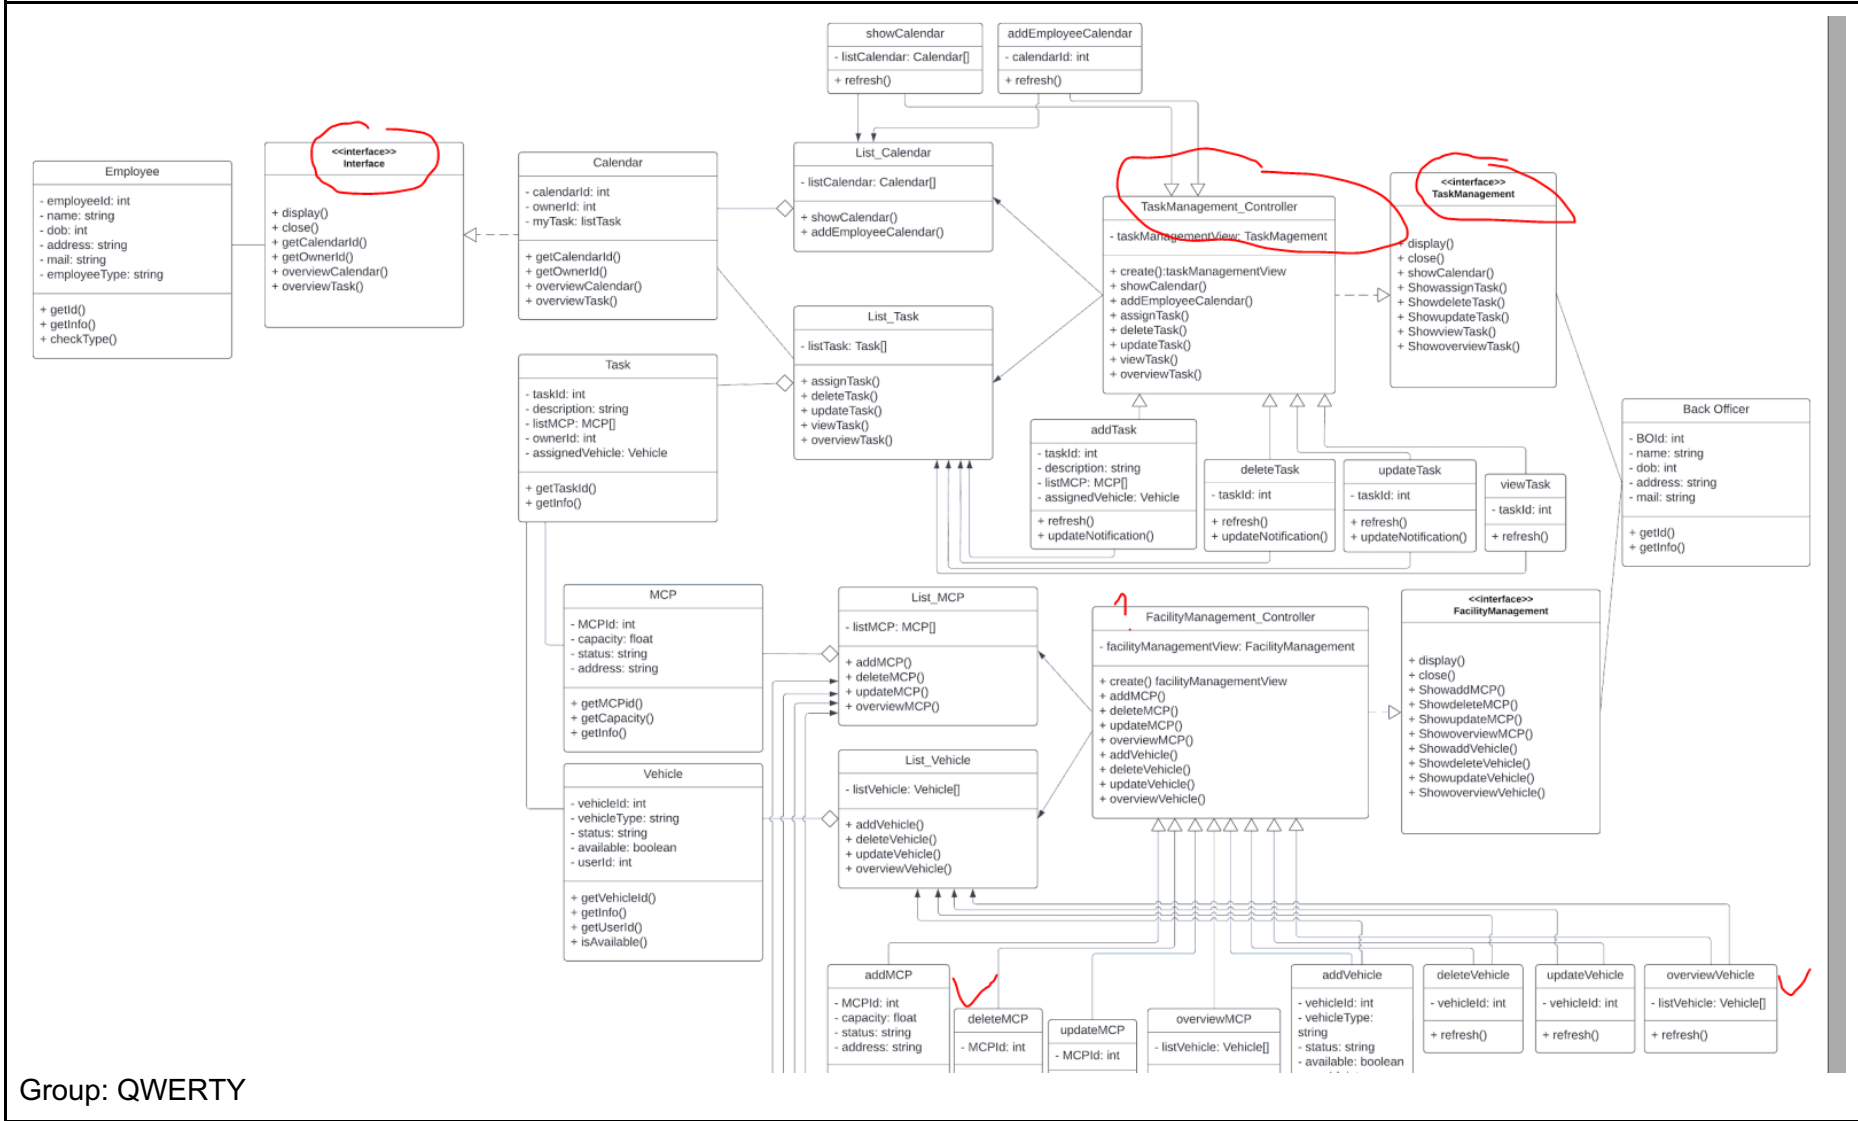 showCalendar
- listCalendar: Calendar[]
+ refresh()
addEmployeeCalendar
- calendarId: int
+ refresh()
Employee
- employeeId: int
- name: string
- dob: int
- address: string
- mail: string
- employeeType: string
+ getId()
+ getInfo()
+ checkType()
<<interface>>
Interface
+ display()
+ close()
+ getCalendarId()
+ getOwnerId()
+ overviewCalendar()
+ overviewTask()
Calendar
- calendarId: int
- ownerId: int
- myTask: listTask
+ getCalendarId()
+ getOwnerId()
+ overviewCalendar()
+ overviewTask()
List_Calendar
- listCalendar: Calendar[]
+ showCalendar()
+ addEmployeeCalendar()
TaskManagement_Controller
- taskManagementView: TaskMagement
+ create():taskManagementView
+ showCalendar()
+ addEmployeeCalendar()
+ assignTask()
+ deleteTask()
+ updateTask()
+ viewTask()
+ overviewTask()
<<interface>>
TaskManagement
+ display()
+ close()
+ showCalendar()
+ ShowassignTask()
+ ShowdeleteTask()
+ ShowupdateTask()
+ ShowviewTask()
+ ShowoverviewTask()
List_Task
- listTask: Task[]
+ assignTask()
+ deleteTask()
+ updateTask()
+ viewTask()
+ overviewTask()
Task
- taskId: int
- description: string
- listMCP: MCP[]
- ownerId: int
- assignedVehicle: Vehicle
+ getTaskId()
+ getInfo()
addTask
- taskId: int
- description: string
- listMCP: MCP[]
- assignedVehicle: Vehicle
+ refresh()
+ updateNotification()
deleteTask
- taskId: int
+ refresh()
+ updateNotification()
updateTask
- taskId: int
+ refresh()
+ updateNotification()
viewTask
- taskId: int
+ refresh()
Back Officer
- BOId: int
- name: string
- dob: int
- address: string
- mail: string
+ getId()
+ getInfo()
MCP
- MCPId: int
- capacity: float
- status: string
- address: string
+ getMCPid()
+ getCapacity()
+ getInfo()
List_MCP
- listMCP: MCP[]
+ addMCP()
+ deleteMCP()
+ updateMCP()
+ overviewMCP()
FacilityManagement_Controller
- facilityManagementView: FacilityManagement
+ create() facilityManagementView
+ addMCP()
+ deleteMCP()
+ updateMCP()
+ overviewMCP()
+ addVehicle()
+ deleteVehicle()
+ updateVehicle()
+ overviewVehicle()
<<interface>>
FacilityManagement
+ display()
+ close()
+ ShowaddMCP()
+ ShowdeleteMCP()
+ ShowupdateMCP()
+ ShowoverviewMCP()
+ ShowaddVehicle()
+ ShowdeleteVehicle()
+ ShowupdateVehicle()
+ ShowoverviewVehicle()
Vehicle
- vehicleId: int
- vehicleType: string
- status: string
- available: boolean
- userId: int
+ getVehicleId()
+ getInfo()
+ getUserId()
+ isAvailable()
List_Vehicle
- listVehicle: Vehicle[]
+ addVehicle()
+ deleteVehicle()
+ updateVehicle()
+ overviewVehicle()
addMCP
- MCPId: int
- capacity: float
- status: string
- address: string
deleteMCP
- MCPId: int
updateMCP
- MCPId: int
overviewMCP
- listVehicle: Vehicle[]
addVehicle
- vehicleId: int
- vehicleType:
string
- status: string
- available: boolean
deleteVehicle
- vehicleId: int
+ refresh()
updateVehicle
- vehicleId: int
+ refresh()
overviewVehicle
- listVehicle: Vehicle[]
+ refresh()
Group: QWERTY